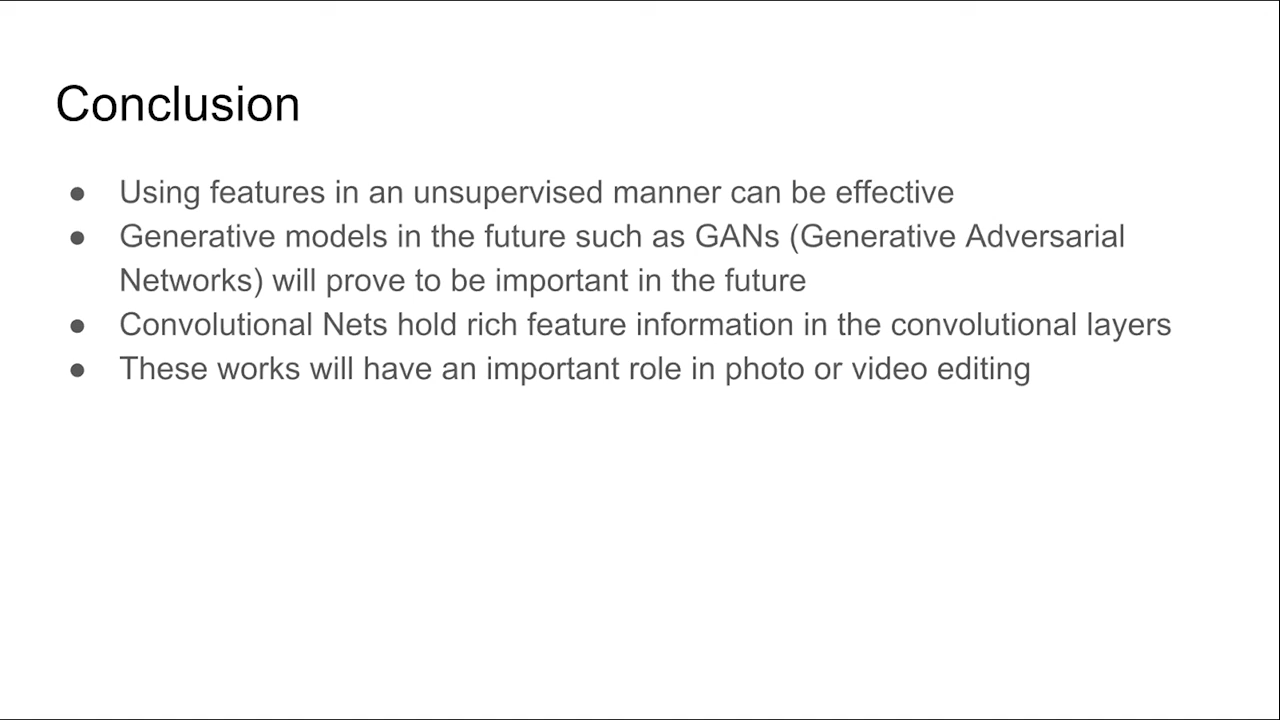 Conclusion
● Using features in an unsupervised manner can be effective
● Generative models in the future such as GANs (Generative Adversarial
Networks) will prove to be important in the future
● Convolutional Nets hold rich feature information in the convolutional layers
● These works will have an important role in photo or video editing